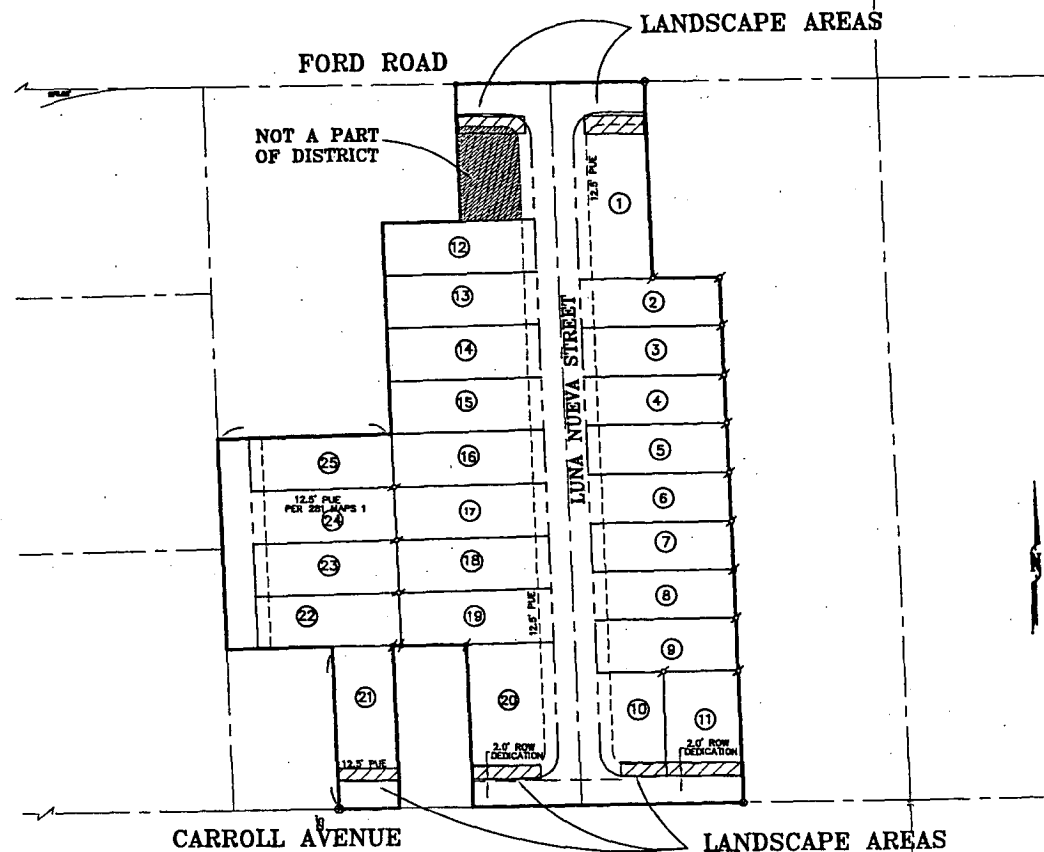 LANDSCAPE AREAS
FORD ROAD
NOT A PART
OF DISTRICT
12.5' PUE
1
12
2
13
LUNA NUEVA STREET
3
14
4
15
5
16
25
6
12.5' PUE
PER 281 MAPS 1
17
24
7
18
23
8
12.5' PUE
19
22
9
21
20
10
11
2.0' ROW
DEDICATION
2.0' ROW
DEDICATION
12.5' PUE
CARROLL AVENUE
LANDSCAPE AREAS